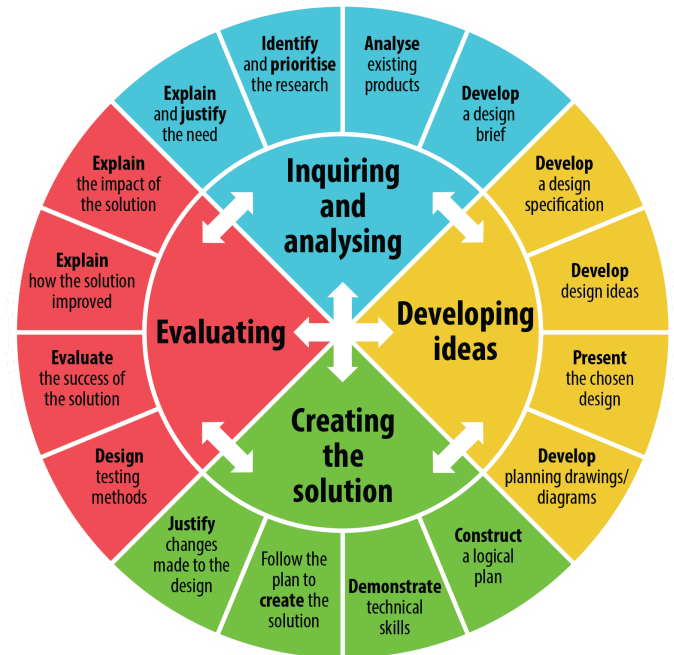 Inquiring
and
analysing
Explain
and justify
the need
Identify
and prioritise
the research
Analyse
existing
products
Develop
a design
brief
Developing
ideas
Develop
a design
specification
Develop
design ideas
Present
the chosen
design
Develop
planning drawings/
diagrams
Creating
the
solution
Construct
a logical
plan
Demonstrate
technical
skills
Follow the
plan to
create the
solution
Justify
changes
made to the
design
Evaluating
Design
testing
methods
Evaluate
the success of
the solution
Explain
how the solution
improved
Explain
the impact of
the solution